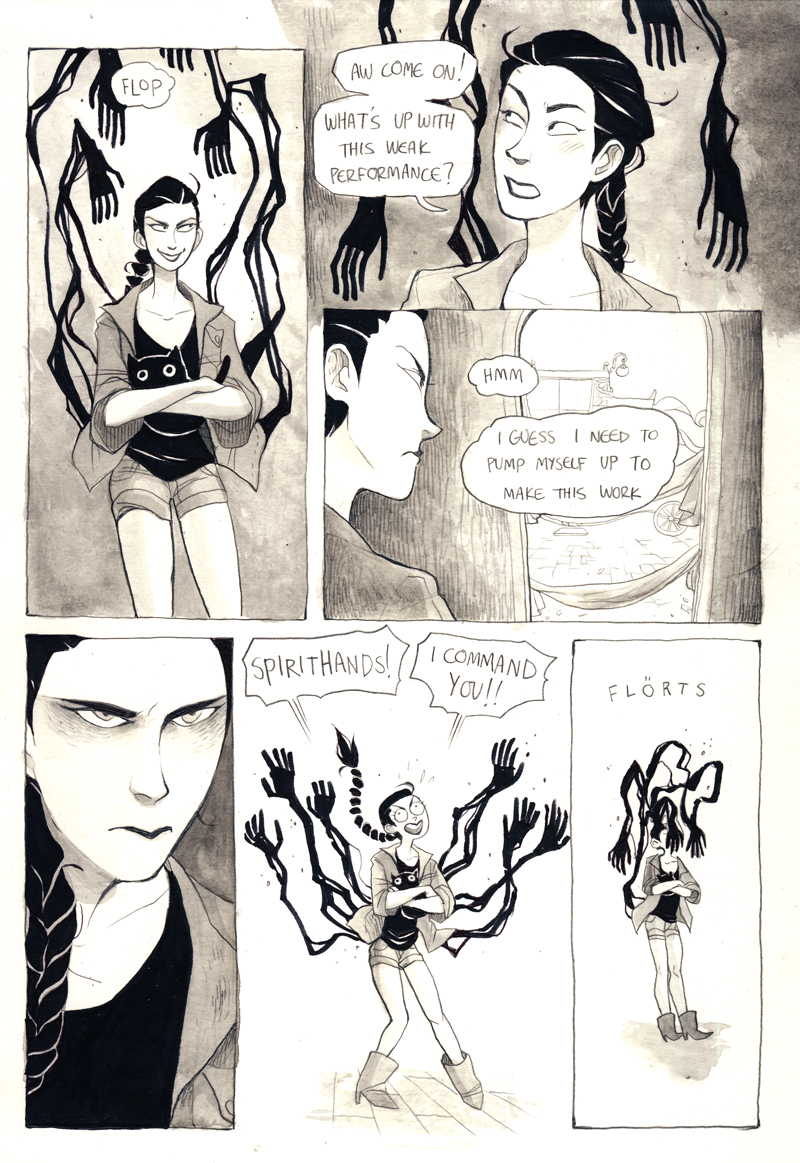 FLOP
AW COME ON!
WHAT'S UP WITH
THIS WEAK
PERFORMANCE?
HMM
I GUESS I NEED TO
PUMP MYSELF UP TO
MAKE THIS WORK
SPIRITHANDS!
I COMMAND
YOU!!
FLÖRTS